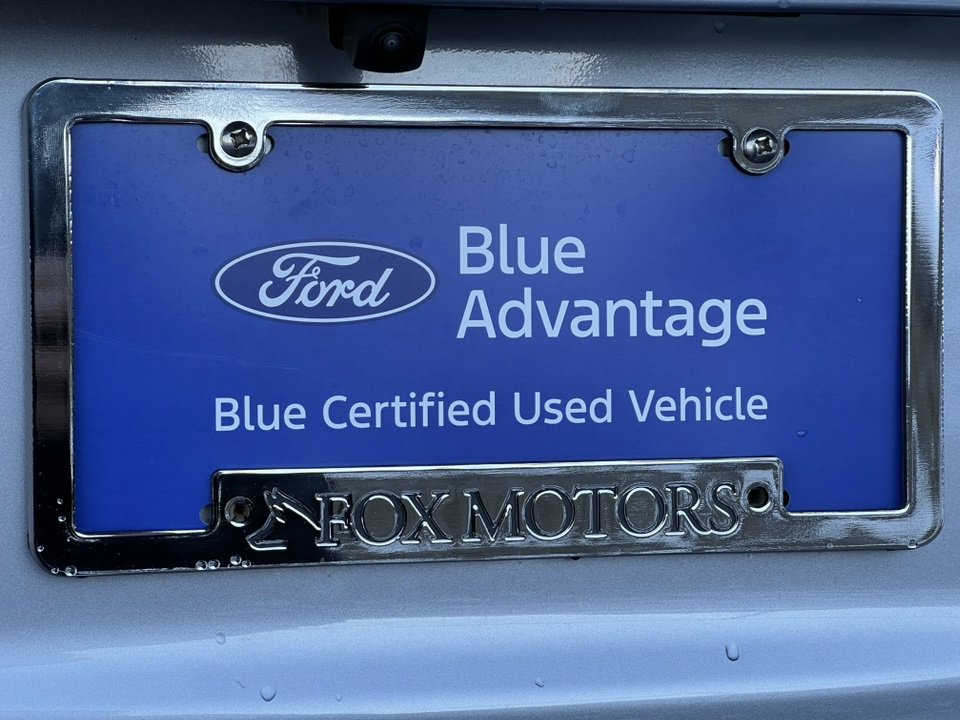 Ford
Blue
Advantage
Blue Certified Used Vehicle
FOX MOTORS